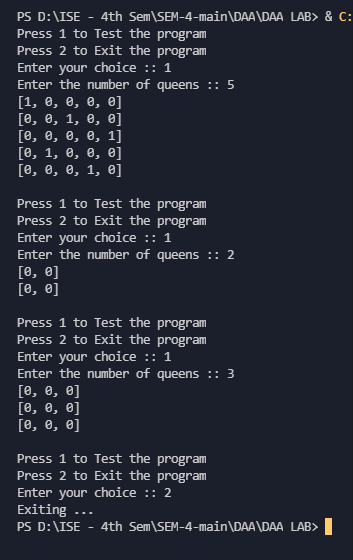 PS D:\ISE - 4th Sem\SEM-4-main\DAA\DAA LAB> & C:
Press 1 to Test the program
Press 2 to Exit the program
Enter your choice :: 1
Enter the number of queens :: 5
[1, 0, 0, 0, 0]
[0, 0, 1, 0, 0]
[0, 0, 0, 0, 1]
[0, 1, 0, 0, 0]
[0, 0, 0, 1, 0]

Press 1 to Test the program
Press 2 to Exit the program
Enter your choice :: 1
Enter the number of queens :: 2
[0, 0]
[0, 0]

Press 1 to Test the program
Press 2 to Exit the program
Enter your choice :: 1
Enter the number of queens :: 3
[0, 0, 0]
[0, 0, 0]
[0, 0, 0]

Press 1 to Test the program
Press 2 to Exit the program
Enter your choice :: 2
Exiting ...
PS D:\ISE - 4th Sem\SEM-4-main\DAA\DAA LAB>